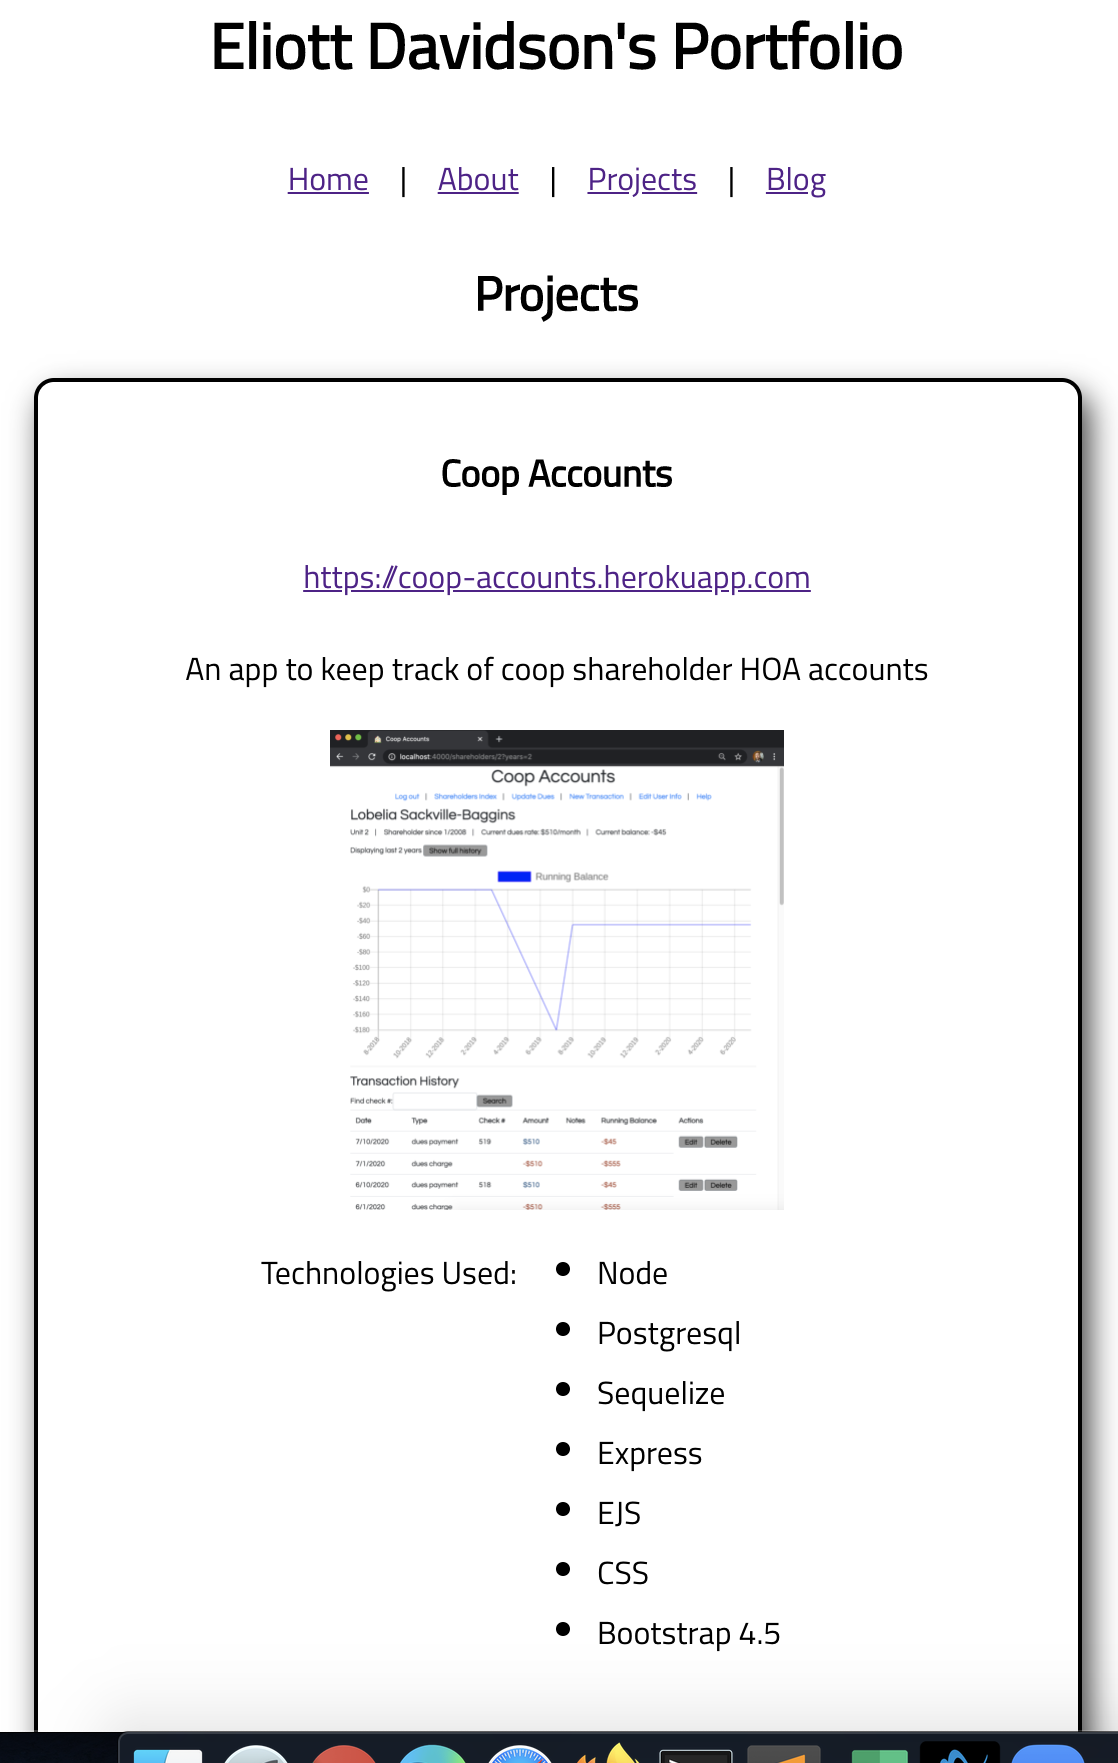 Eliott Davidson's Portfolio
Home | About | Projects | Blog
Projects
Coop Accounts
https://coop-accounts.herokuapp.com
An app to keep track of coop shareholder HOA accounts
Coop Accounts
localhost:4000/shareholders/2?years=2
Coop Accounts
Log out | Shareholders Index | Update Dues | New Transaction | Edit User Info | Help
Lobelia Sackville-Baggins
Unit 2 | Shareholder since 1/2008 | Current dues rate: $510/month | Current balance: -$45
Displaying last 2 years Show full history
Running Balance
$0
-$20
-$40
-$60
-$80
-$100
-$120
-$140
-$160
-$180
8-2018 10-2018 12-2018 2-2019 4-2019 6-2019 8-2019 10-2019 12-2019 2-2020 4-2020 6-2020
Transaction History
Find check #: Search
Date Type Check # Amount Notes Running Balance Actions
7/10/2020 dues payment 519 $510 -$45 Edit Delete
7/1/2020 dues charge -$510 -$555
6/10/2020 dues payment 518 $510 -$45 Edit Delete
6/1/2020 dues charge -$510 -$555
Technologies Used: • Node
• Postgresql
• Sequelize
• Express
• EJS
• CSS
• Bootstrap 4.5